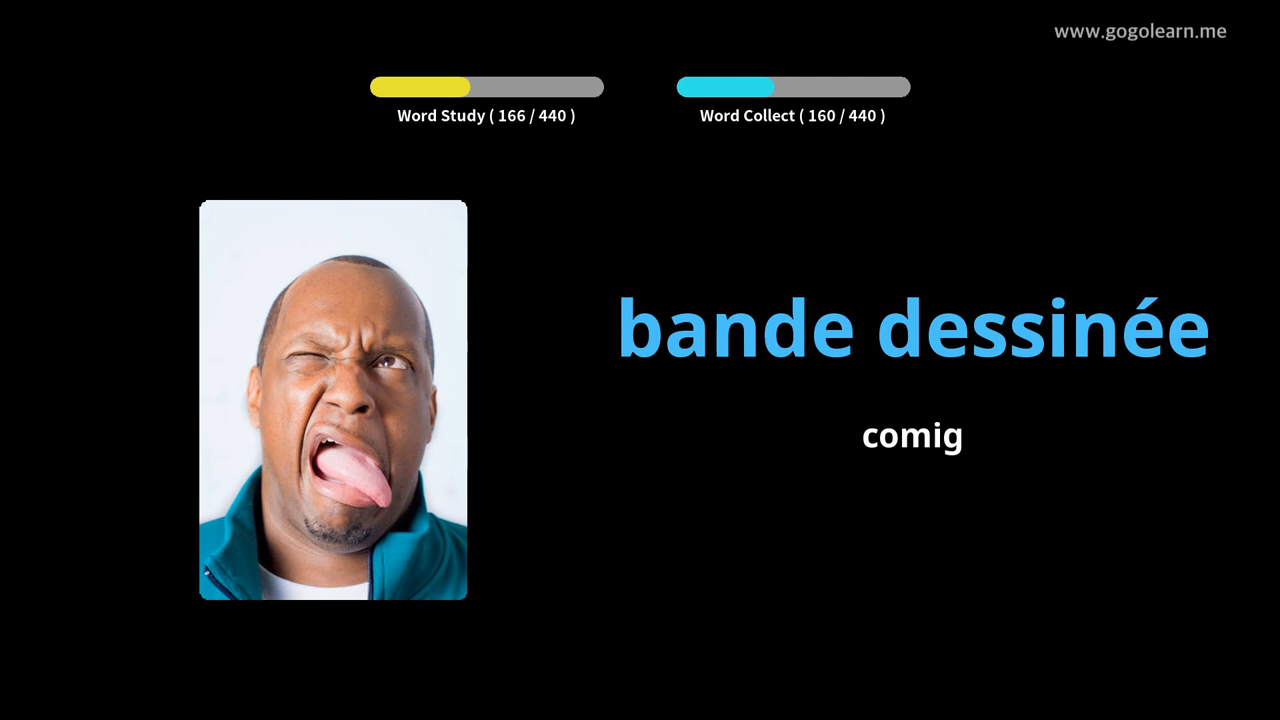 www.gogolearn.me
Word Study ( 166 / 440 )
Word Collect ( 160 / 440 )
bande dessinée
comig